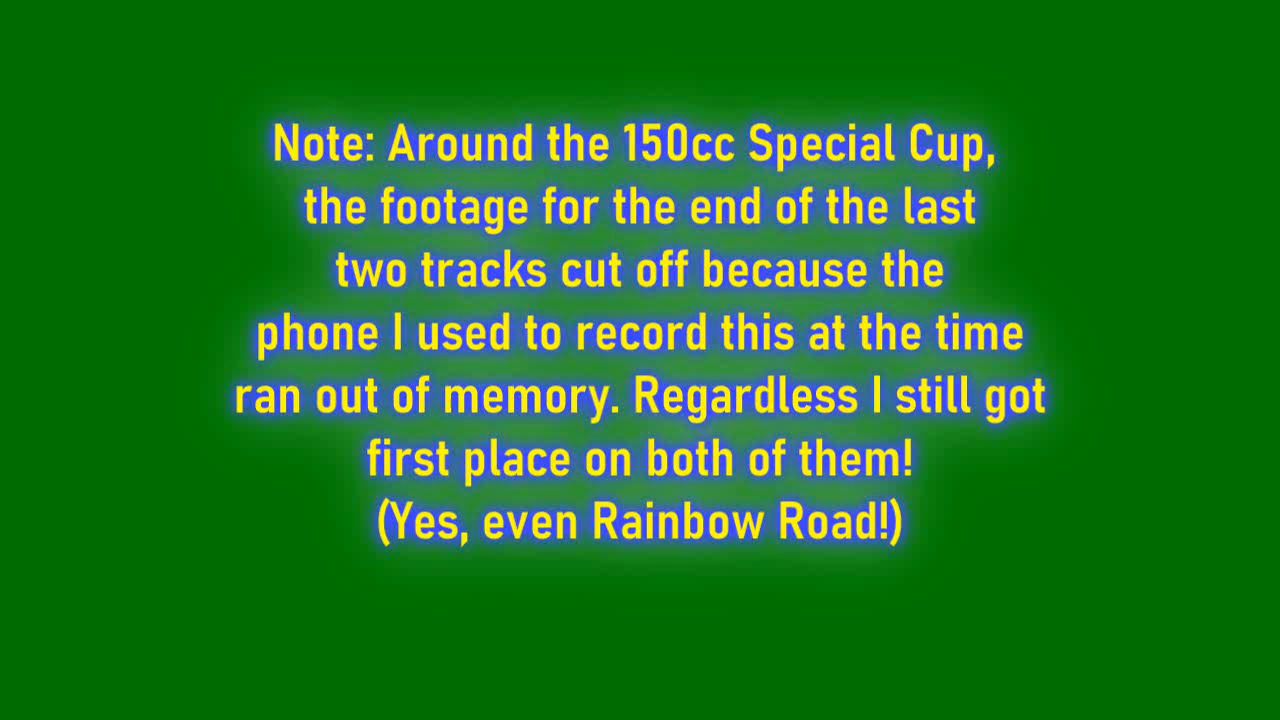 Note: Around the 150cc Special Cup,
the footage for the end of the last
two tracks cut off because the
phone I used to record this at the time
ran out of memory. Regardless I still got
first place on both of them!
(Yes, even Rainbow Road!)